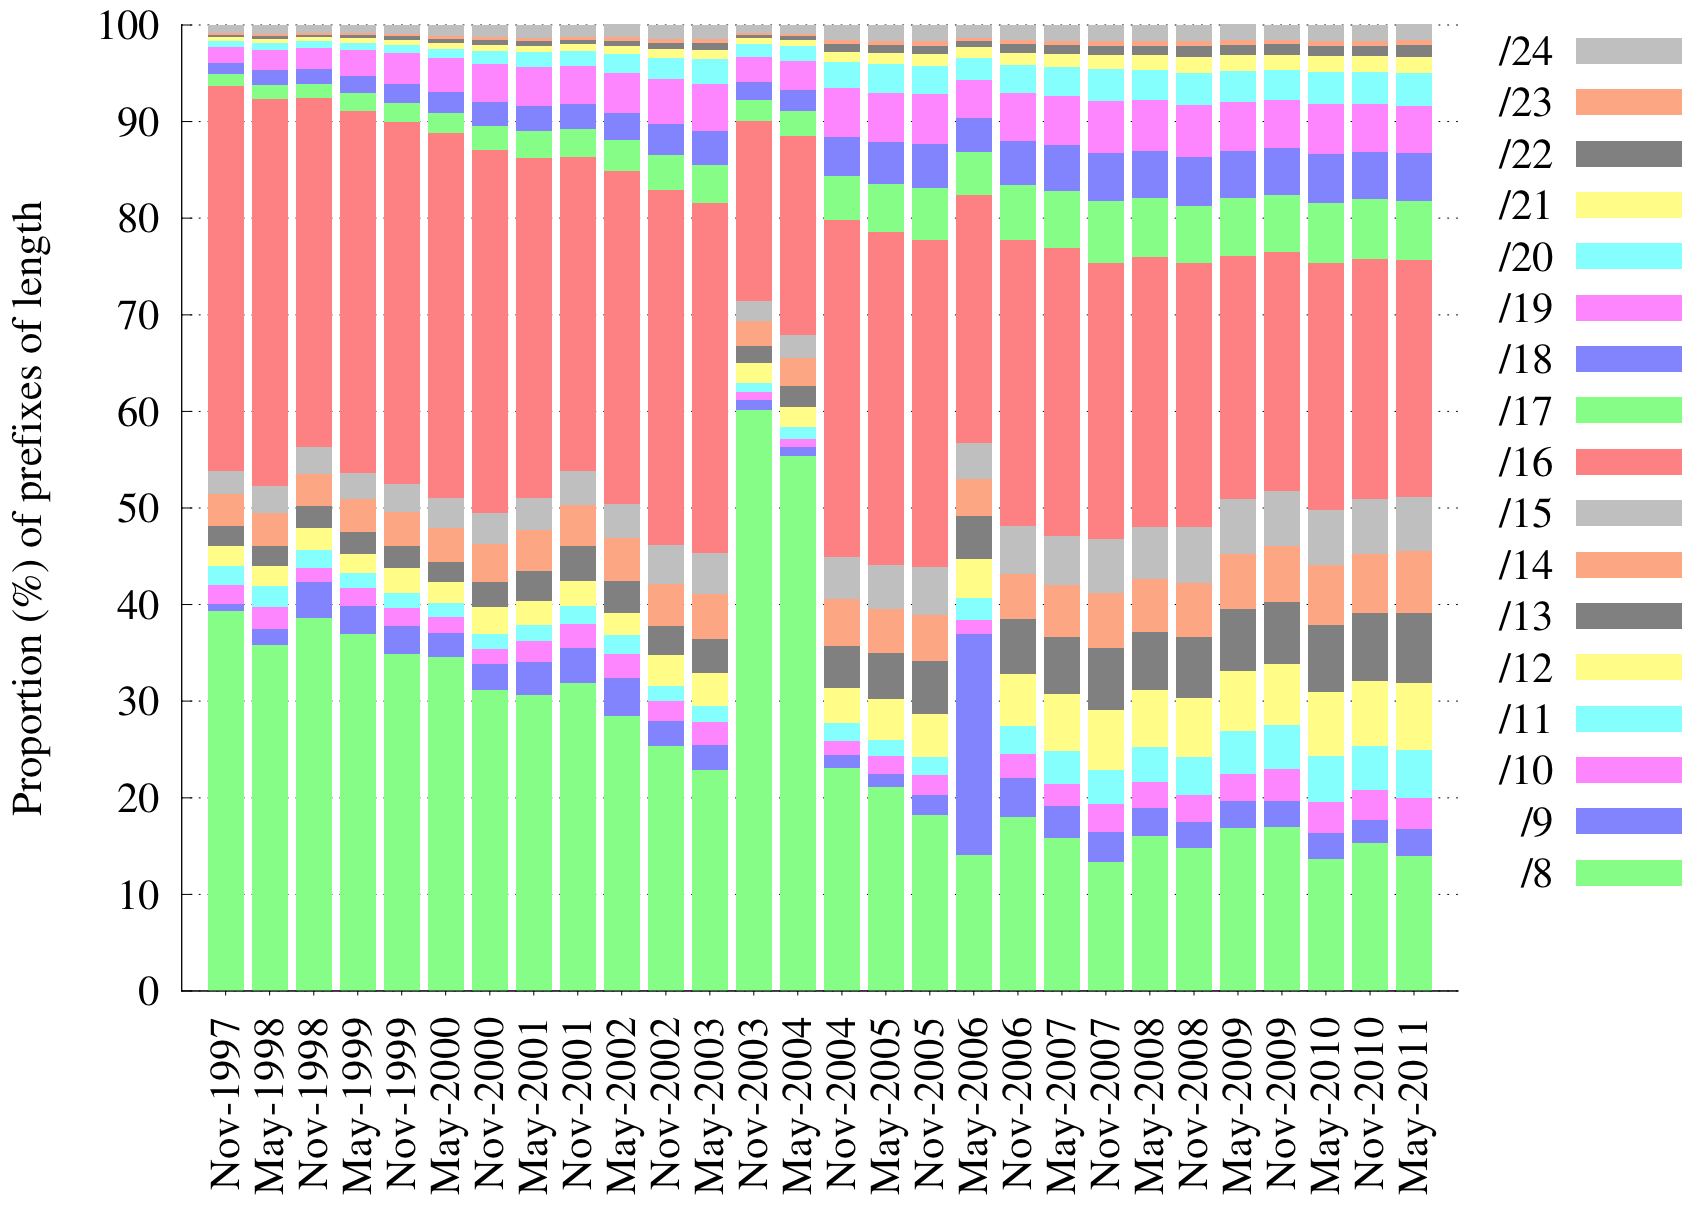 Proportion (%) of prefixes of length
100
90
80
70
60
50
40
30
20
10
0
Nov-1997
May-1998
Nov-1998
May-1999
Nov-1999
May-2000
Nov-2000
May-2001
Nov-2001
May-2002
Nov-2002
May-2003
Nov-2003
May-2004
Nov-2004
May-2005
Nov-2005
May-2006
Nov-2006
May-2007
Nov-2007
May-2008
Nov-2008
May-2009
Nov-2009
May-2010
Nov-2010
May-2011
/24
/23
/22
/21
/20
/19
/18
/17
/16
/15
/14
/13
/12
/11
/10
/9
/8